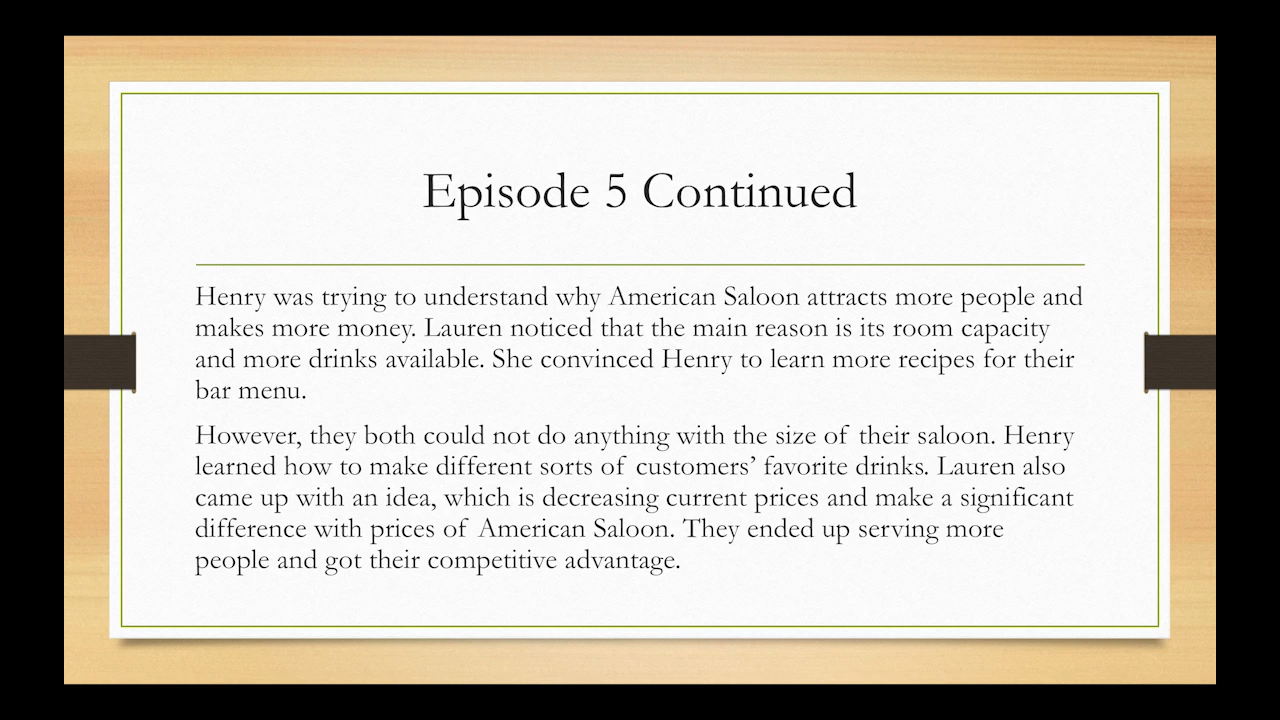 Episode 5 Continued
Henry was trying to understand why American Saloon attracts more people and
makes more money. Lauren noticed that the main reason is its room capacity
and more drinks available. She convinced Henry to learn more recipes for their
bar menu.
However, they both could not do anything with the size of their saloon. Henry
learned how to make different sorts of customers’ favorite drinks. Lauren also
came up with an idea, which is decreasing current prices and make a significant
difference with prices of American Saloon. They ended up serving more
people and got their competitive advantage.